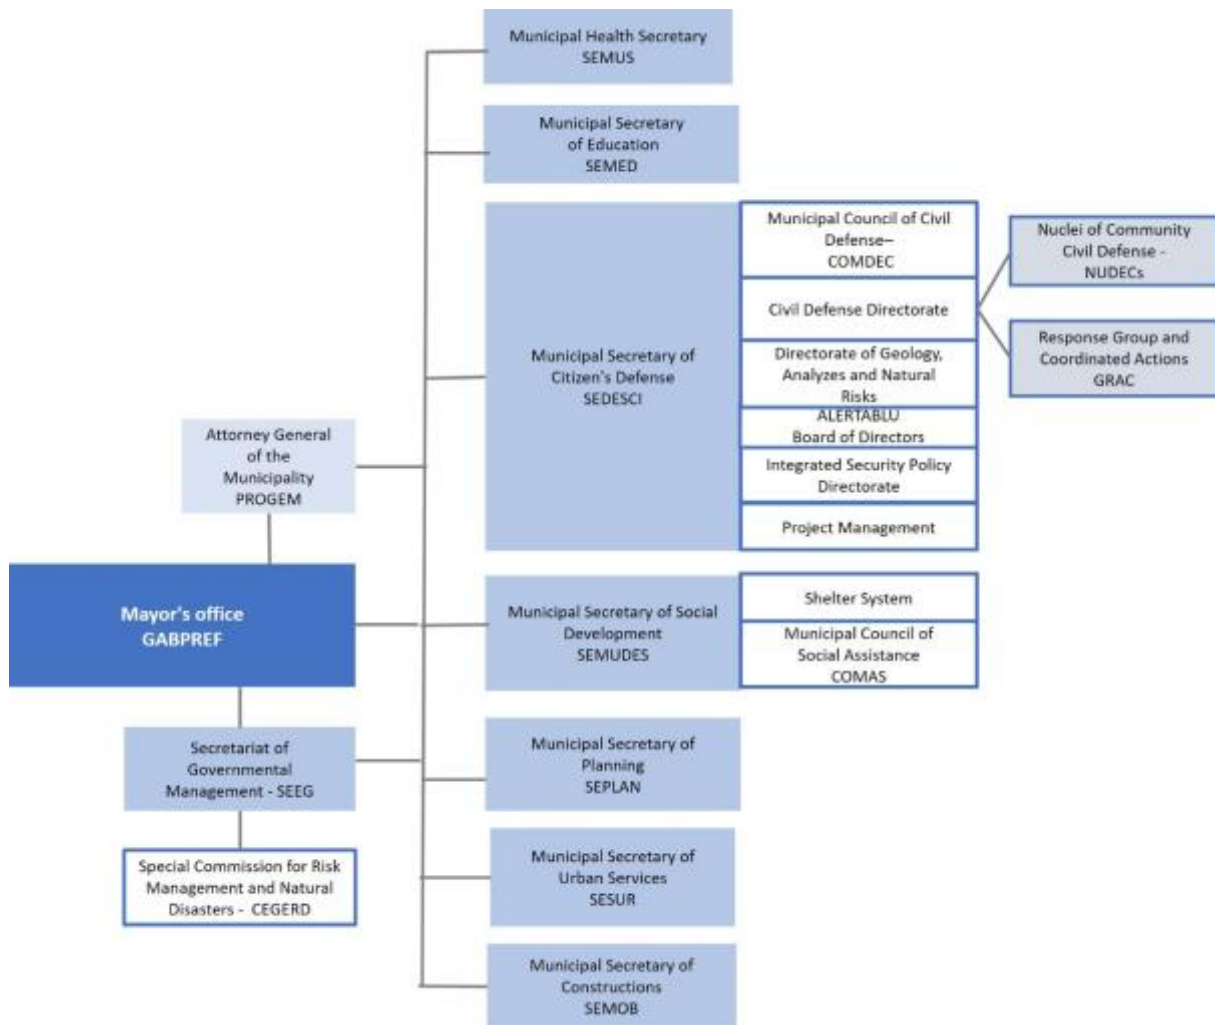 Municipal Health Secretary
SEMUS
Municipal Secretary
of Education
SEMED
Municipal Secretary of
Citizen's Defense
SEDESCI
Municipal Council of Civil
Defense–
COMDEC
Civil Defense Directorate
Directorate of Geology,
Analyzes and Natural
Risks
ALERTABLU
Board of Directors
Integrated Security Policy
Directorate
Project Management
Nuclei of Community
Civil Defense -
NUDECs
Response Group and
Coordinated Actions
GRAC
Attorney General
of the
Municipality
PROGEM
Mayor's office
GABPREF
Secretariat of
Governmental
Management - SEEG
Special Commission for Risk
Management and Natural
Disasters - CEGERD
Municipal Secretary of Social
Development
SEMUDES
Shelter System
Municipal Council of
Social Assistance
COMAS
Municipal Secretary of
Planning
SEPLAN
Municipal Secretary of
Urban Services
SESUR
Municipal Secretary of
Constructions
SEMOB